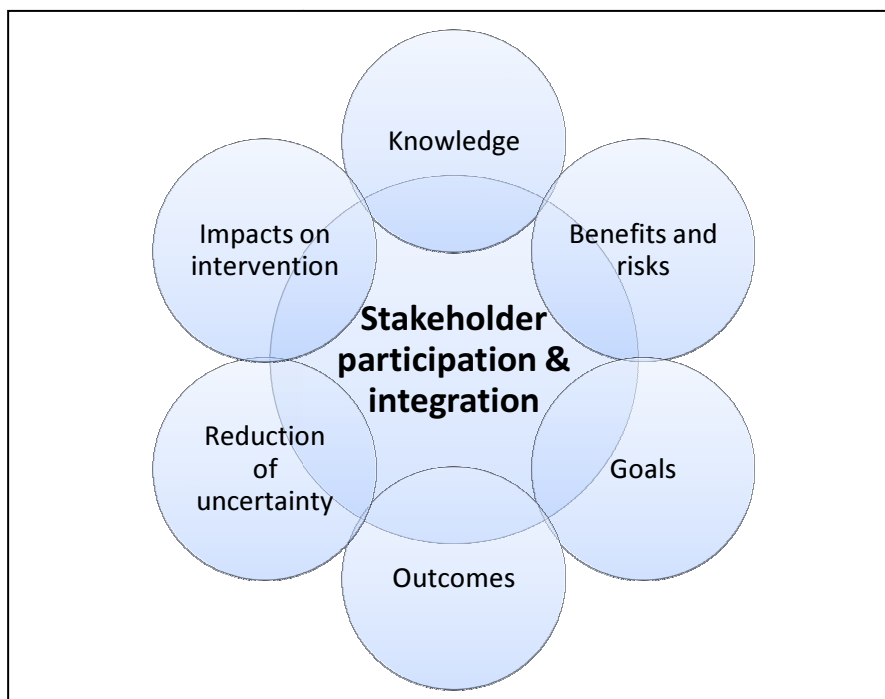 Knowledge
Benefits and
risks
Goals
Outcomes
Reduction
of
uncertainty
Impacts on
intervention
Stakeholder
participation &
integration